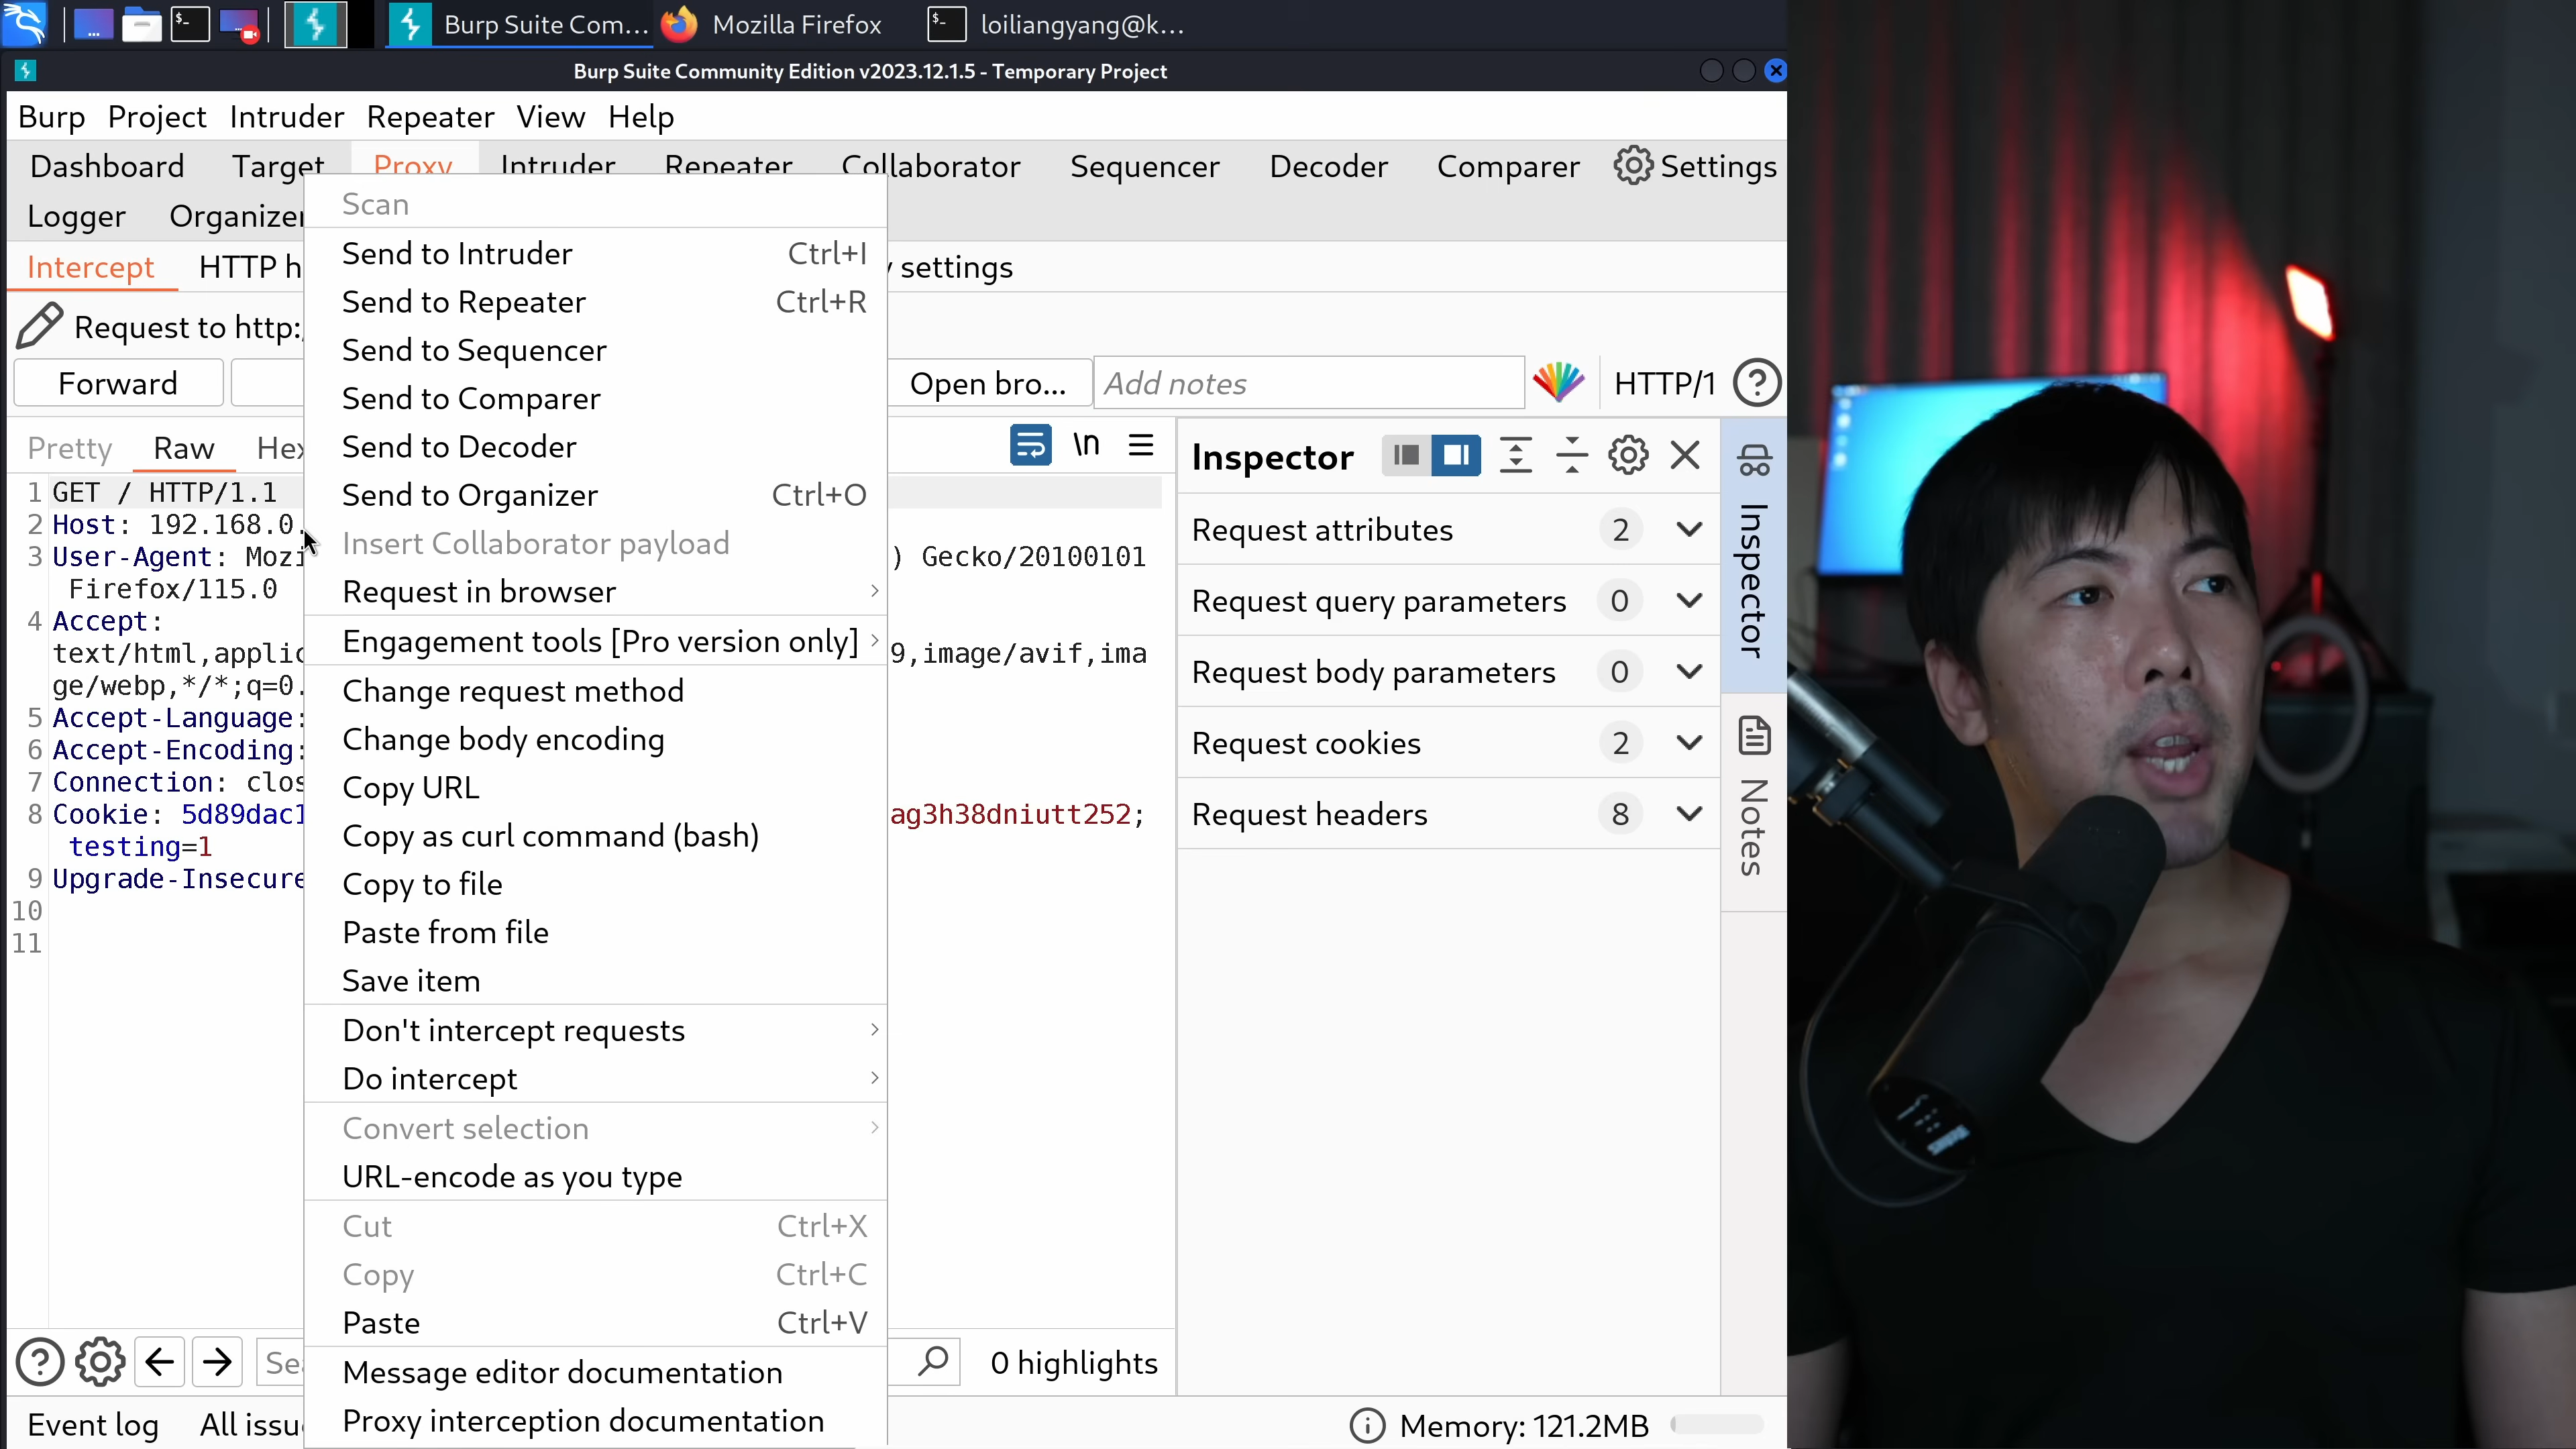 Burp Suite Com...
Mozilla Firefox
loiliangyang@k...
Burp Suite Community Edition v2023.12.1.5 - Temporary Project
Burp Project Intruder Repeater View Help
Dashboard Target Proxy Intruder Repeater Collaborator Sequencer Decoder Comparer Settings
Logger Organizer
Intercept HTTP h settings
Request to http:/
Forward Open bro... Add notes HTTP/1
Pretty Raw Hex \n
1 GET / HTTP/1.1
2 Host: 192.168.0.
3 User-Agent: Mozi ) Gecko/20100101
Firefox/115.0
4 Accept:
text/html,applic 9,image/avif,ima
ge/webp,*/*;q=0.
5 Accept-Language:
6 Accept-Encoding:
7 Connection: clos
8 Cookie: 5d89dac1 ag3h38dniutt252;
testing=1
9 Upgrade-Insecure
10
11
Scan
Send to Intruder Ctrl+I
Send to Repeater Ctrl+R
Send to Sequencer
Send to Comparer
Send to Decoder
Send to Organizer Ctrl+O
Insert Collaborator payload
Request in browser
Engagement tools [Pro version only]
Change request method
Change body encoding
Copy URL
Copy as curl command (bash)
Copy to file
Paste from file
Save item
Don't intercept requests
Do intercept
Convert selection
URL-encode as you type
Cut Ctrl+X
Copy Ctrl+C
Paste Ctrl+V
Message editor documentation
Proxy interception documentation
Inspector
Request attributes 2
Request query parameters 0
Request body parameters 0
Request cookies 2
Request headers 8
Inspector
Notes
Sea 0 highlights
Event log All issu Memory: 121.2MB